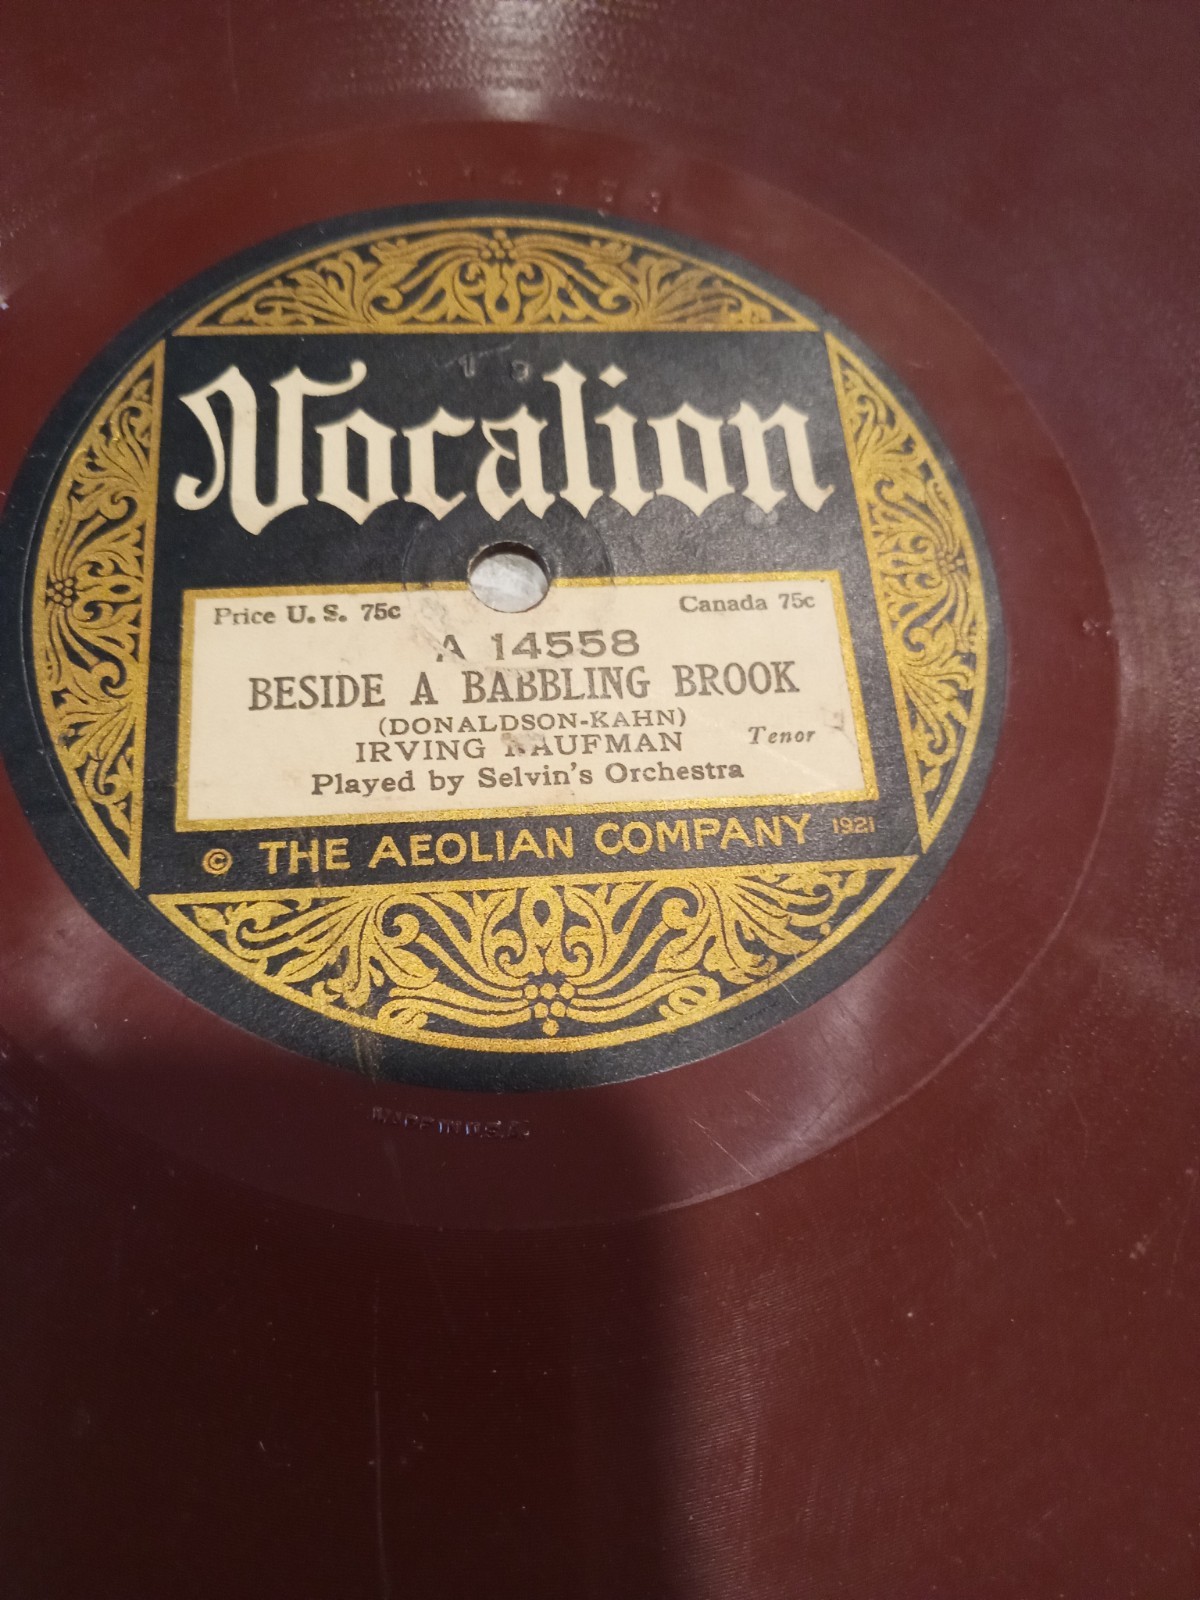 Vocalion
Price U. S. 75c Canada 75c
A 14558
BESIDE A BABBLING BROOK
(DONALDSON-KAHN)
IRVING KAUFMAN Tenor
Played by Selvin's Orchestra
© THE AEOLIAN COMPANY 1921